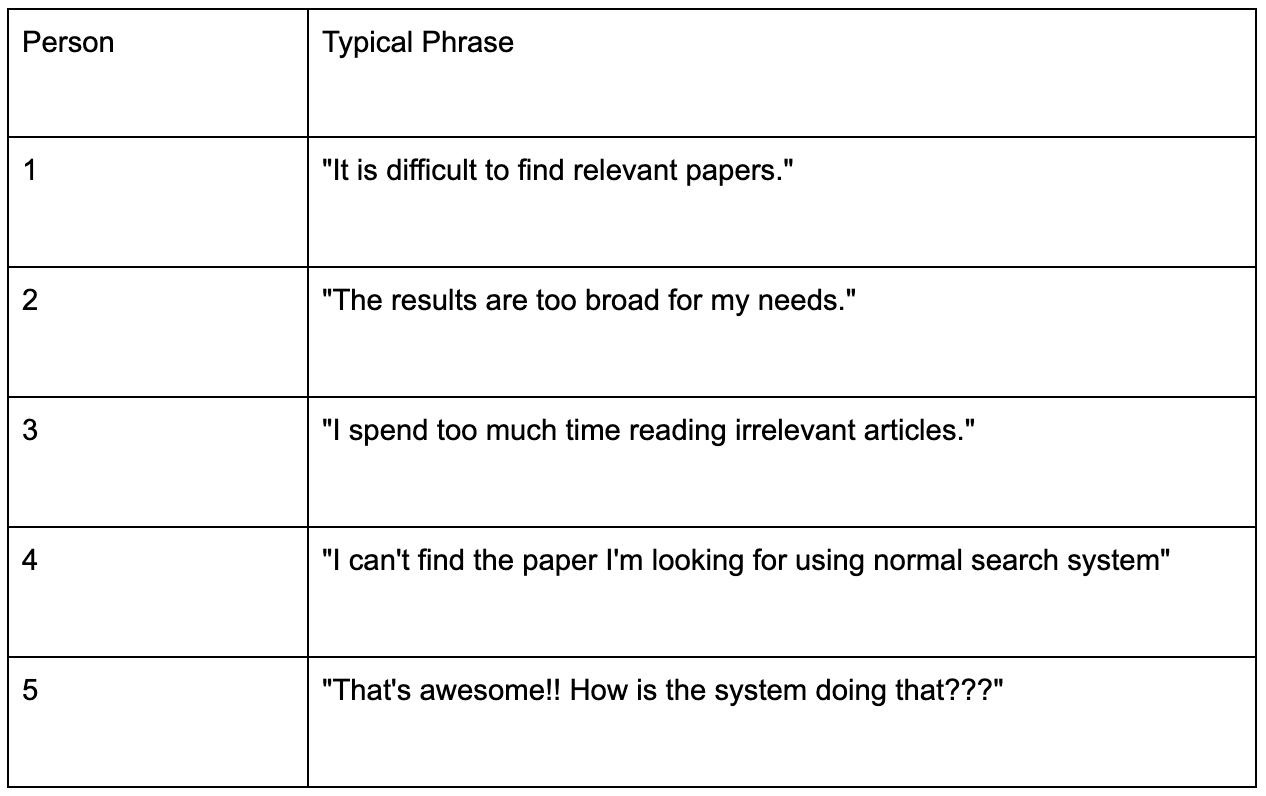 Person
Typical Phrase
1
"It is difficult to find relevant papers."
2
"The results are too broad for my needs."
3
"I spend too much time reading irrelevant articles."
4
"I can't find the paper I'm looking for using normal search system"
5
"That's awesome!! How is the system doing that???"